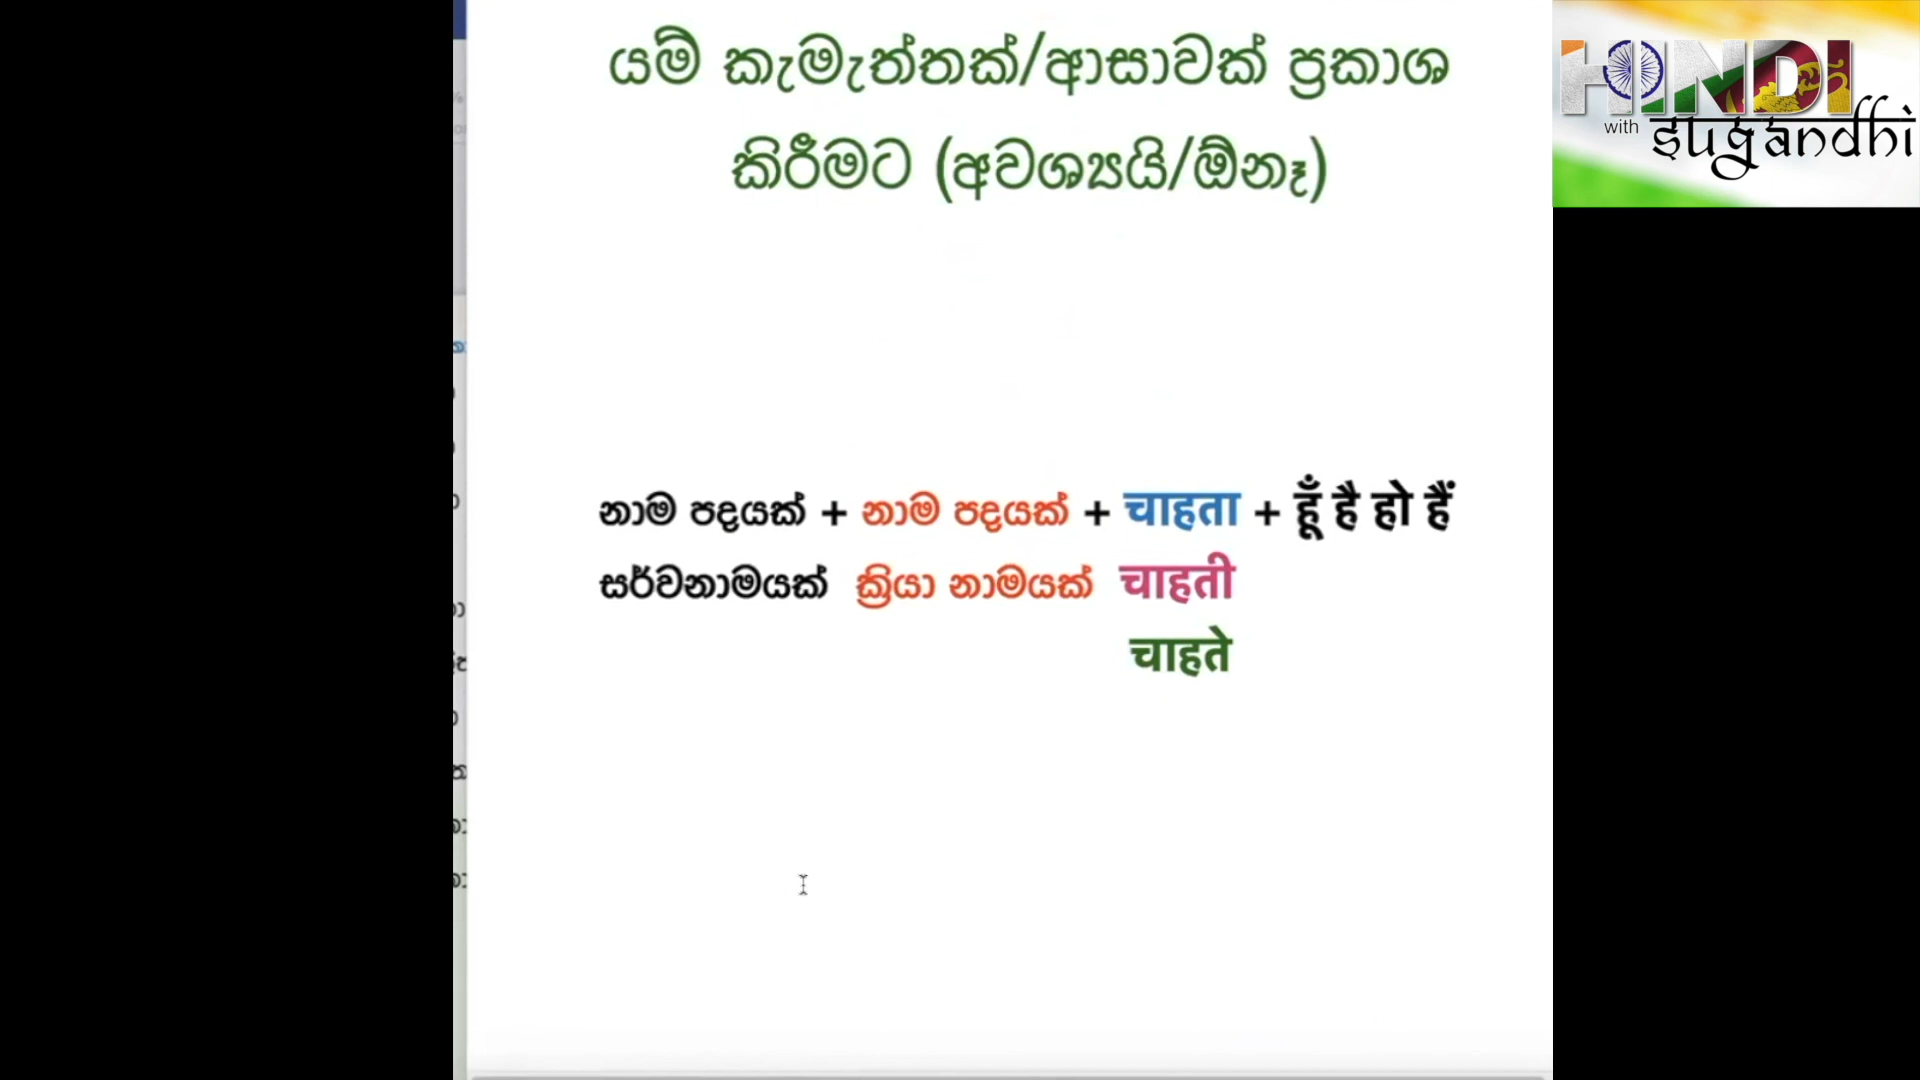 යම් කැමැත්තක්/ආසාවක් ප්‍රකාශ
කිරීමට (අවශ්‍යයි/ඕනෑ)
HINDI
with sugandhi
නාම පදයක් + නාම පදයක් + चाहता + हूँ है हो हैं
සර්වනාමයක් ක්‍රියා නාමයක් चाहती
चाहते